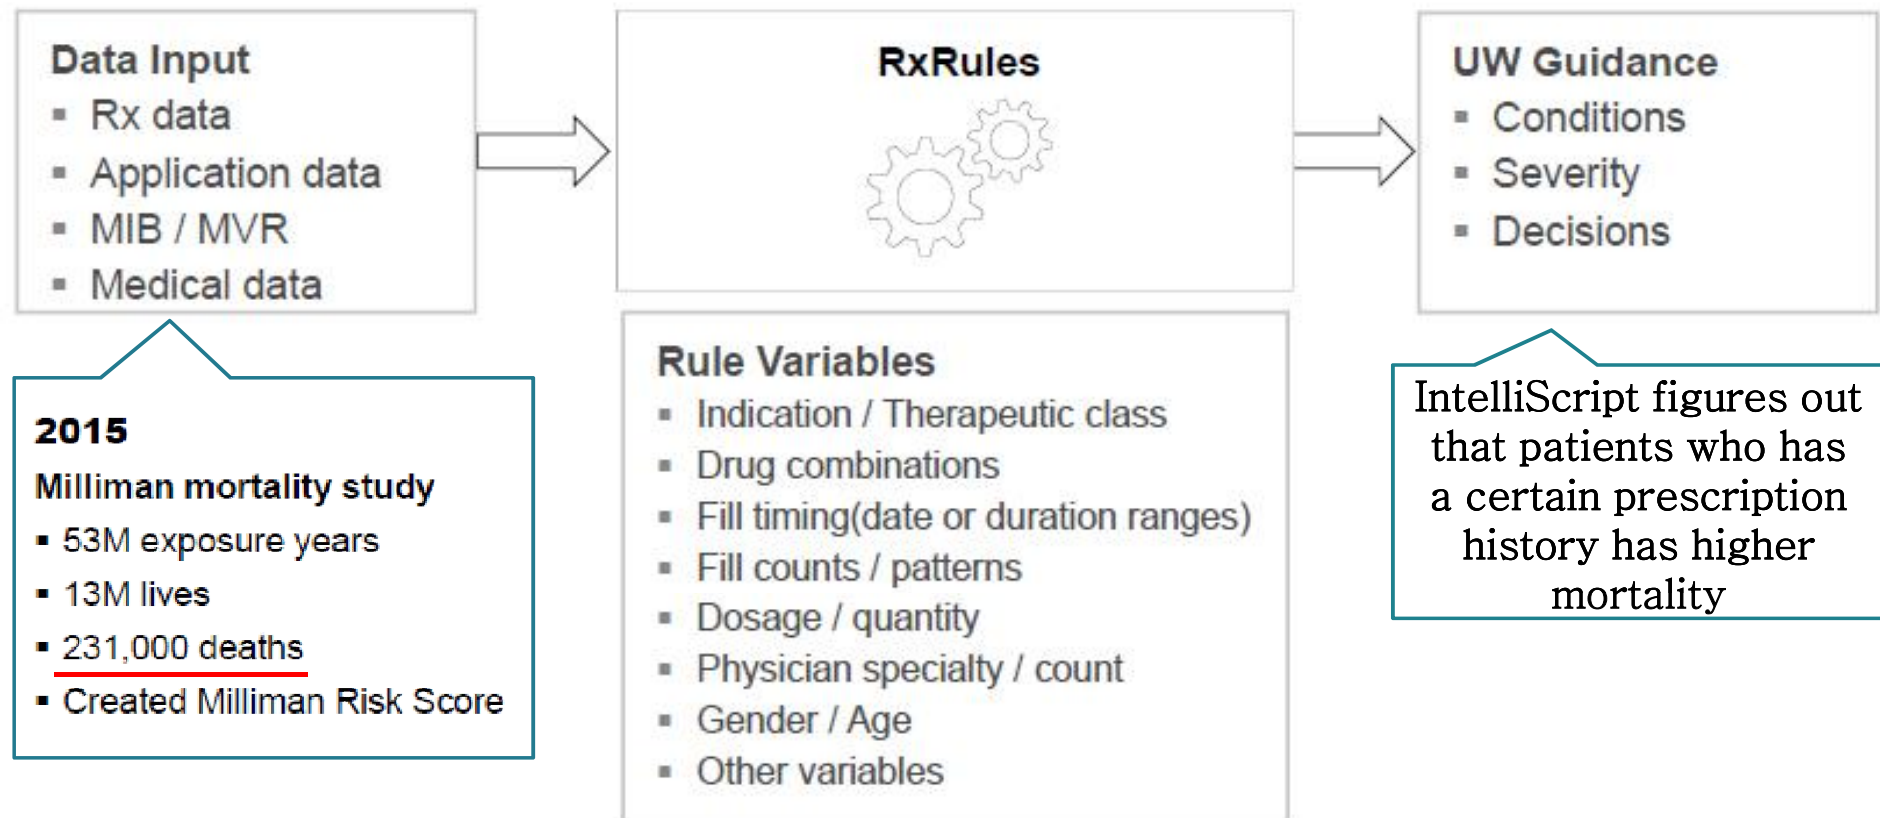 Data Input
▪ Rx data
▪ Application data
▪ MIB / MVR
▪ Medical data
RxRules
UW Guidance
▪ Conditions
▪ Severity
▪ Decisions
2015
Milliman mortality study
▪ 53M exposure years
▪ 13M lives
▪ 231,000 deaths
▪ Created Milliman Risk Score
Rule Variables
▪ Indication / Therapeutic class
▪ Drug combinations
▪ Fill timing(date or duration ranges)
▪ Fill counts / patterns
▪ Dosage / quantity
▪ Physician specialty / count
▪ Gender / Age
▪ Other variables
IntelliScript figures out
that patients who has
a certain prescription
history has higher
mortality